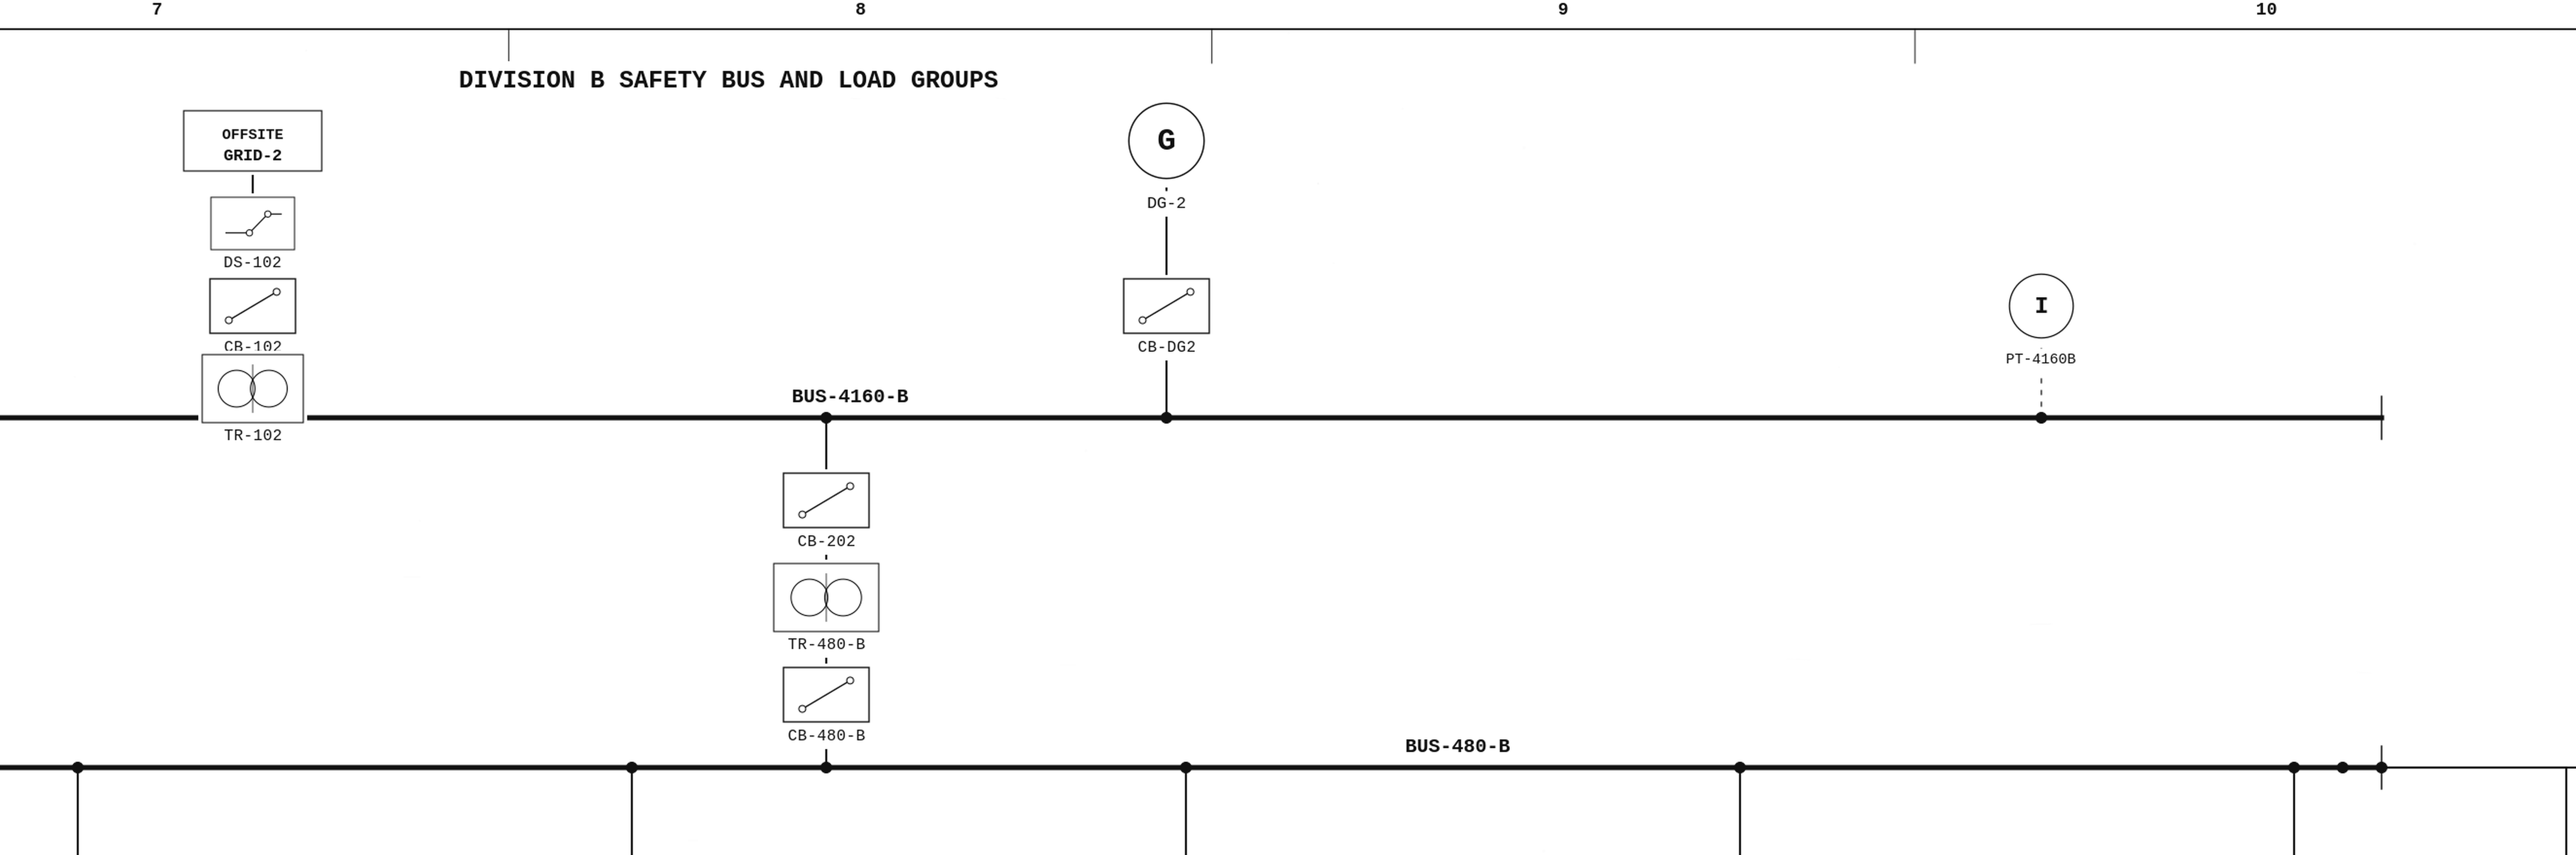 7 8 9 10
DIVISION B SAFETY BUS AND LOAD GROUPS
OFFSITE
GRID-2
G
DG-2
DS-102
I
CB-102
CB-DG2
PT-4160B
BUS-4160-B
TR-102
CB-202
TR-480-B
CB-480-B
BUS-480-B